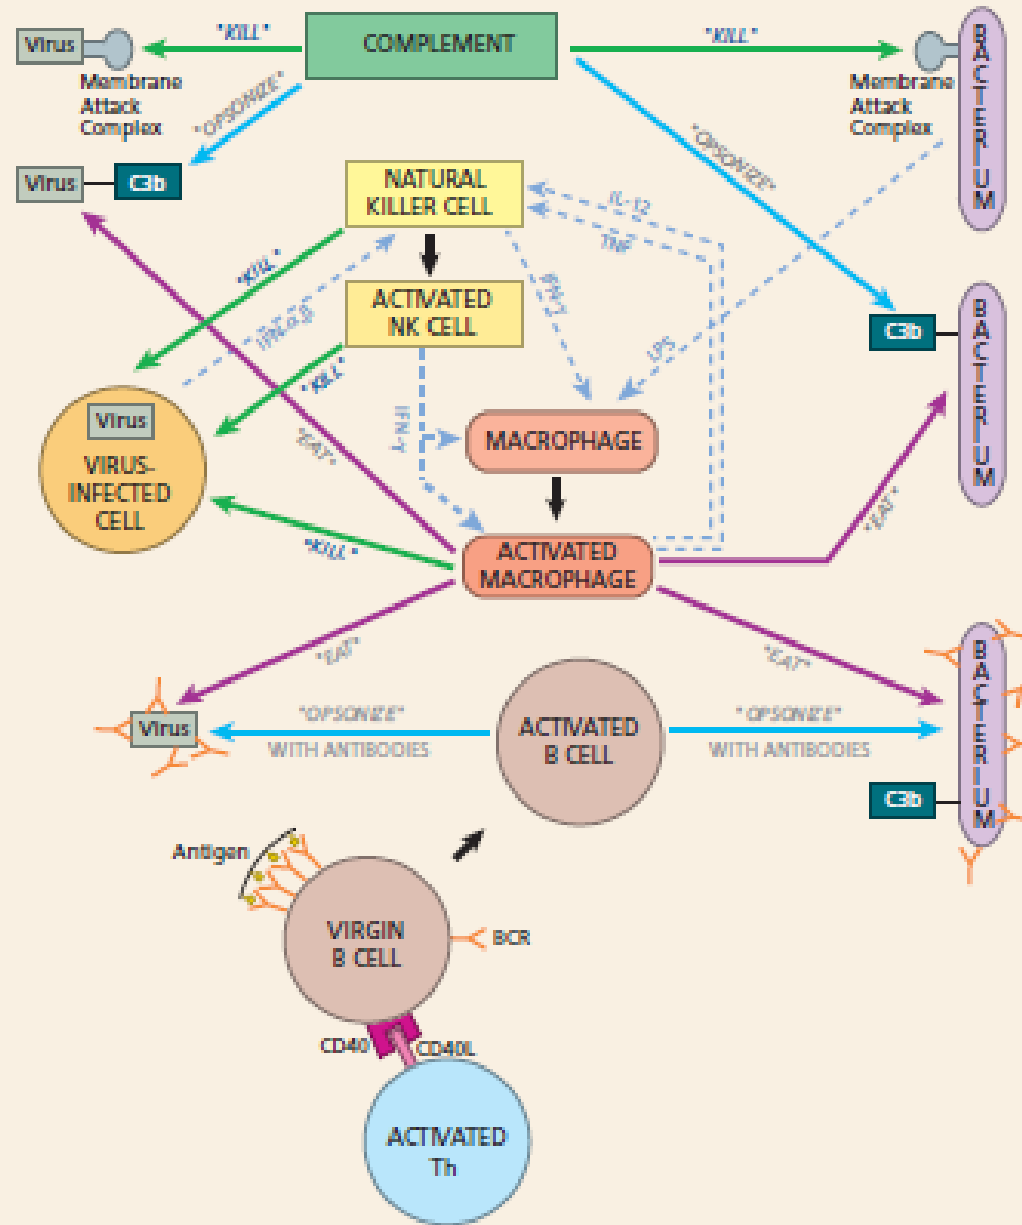 Virus
"KILL"
COMPLEMENT
"KILL"
BACTERIUM
Membrane
Attack
Complex
Membrane
Attack
Complex
"OPSONIZE"
"OPSONIZE"
Virus
C3b
NATURAL
KILLER CELL
IL-12
TNF
"KILL"
IFN-γ
ACTIVATED
NK CELL
LPS
C3b
BACTERIUM
"KILL"
Virus
VIRUS-
INFECTED
CELL
"EAT"
IFN-γ
MACROPHAGE
"EAT"
"KILL"
ACTIVATED
MACROPHAGE
"EAT"
"EAT"
BACTERIUM
Virus
"OPSONIZE"
WITH ANTIBODIES
ACTIVATED
B CELL
"OPSONIZE"
WITH ANTIBODIES
C3b
Antigen
VIRGIN
B CELL
BCR
CD40
CD40L
ACTIVATED
Th